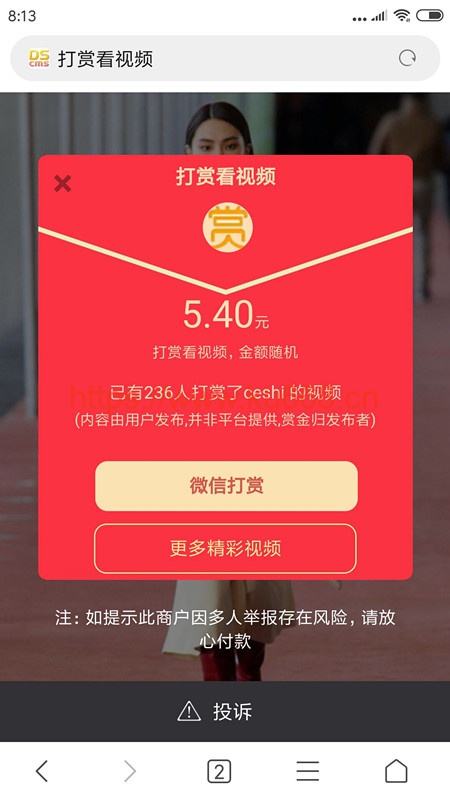 8:13
DS
CMS
打赏看视频
打赏看视频
赏
5.40元
打赏看视频，金额随机
已有236人打赏了ceshi 的视频
(内容由用户发布,并非平台提供,赏金归发布者)
微信打赏
更多精彩视频
注：如提示此商户因多人举报存在风险，请放
心付款
投诉
2